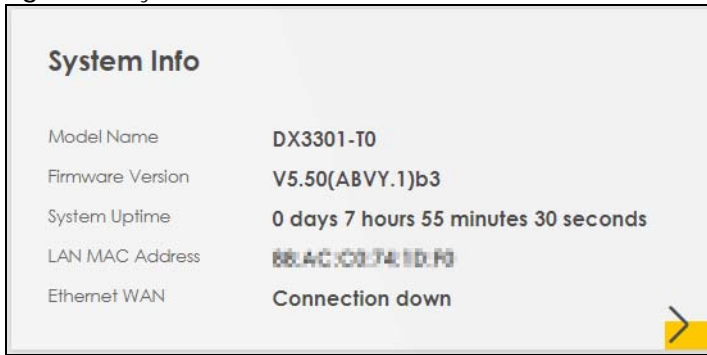 System Info
Model Name DX3301-T0
Firmware Version V5.50(ABVY.1)b3
System Uptime 0 days 7 hours 55 minutes 30 seconds
LAN MAC Address
Ethernet WAN Connection down